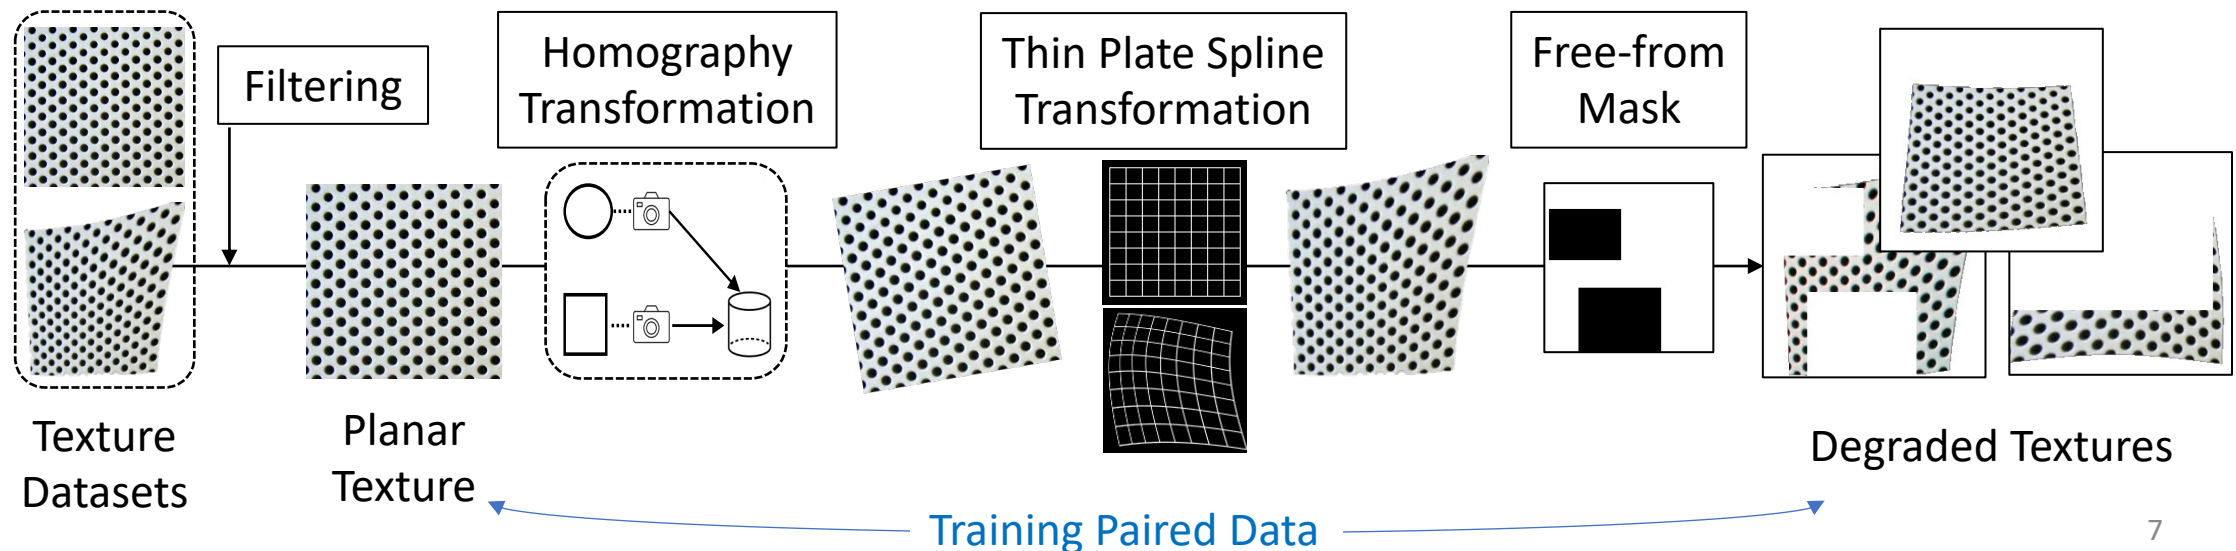 Filtering
Homography
Transformation
Thin Plate Spline
Transformation
Free-from
Mask
Texture
Datasets
Planar
Texture
Degraded Textures
Training Paired Data
7